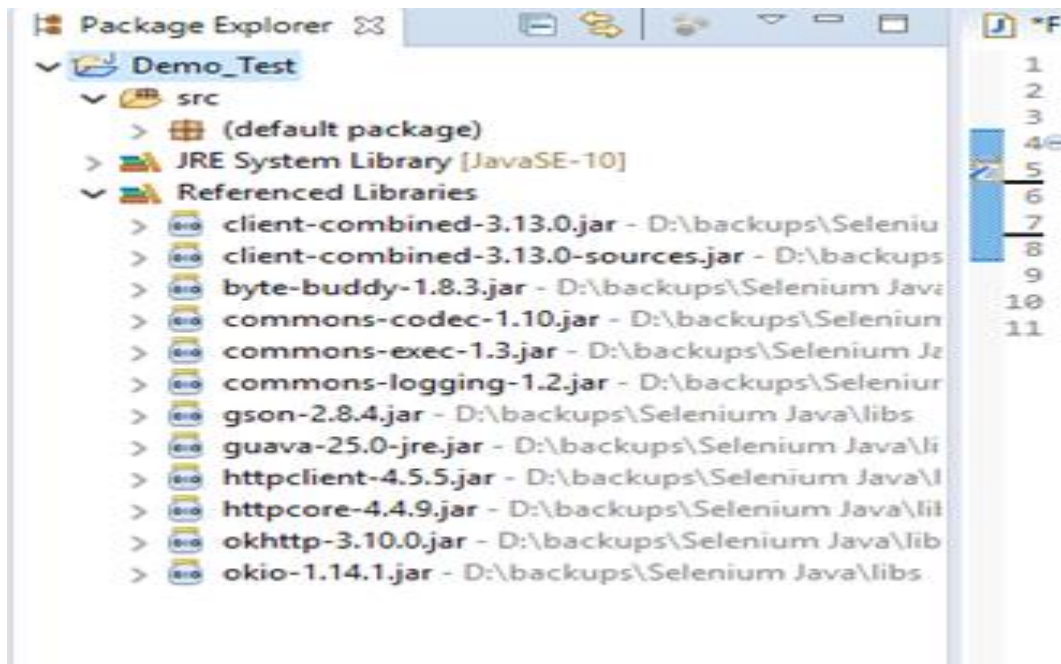 Package Explorer
*F
Demo_Test
src
(default package)
JRE System Library [JavaSE-10]
Referenced Libraries
client-combined-3.13.0.jar - D:\backups\Seleniu
client-combined-3.13.0-sources.jar - D:\backups
byte-buddy-1.8.3.jar - D:\backups\Selenium Java
commons-codec-1.10.jar - D:\backups\Selenium
commons-exec-1.3.jar - D:\backups\Selenium Ja
commons-logging-1.2.jar - D:\backups\Seleniur
gson-2.8.4.jar - D:\backups\Selenium Java\libs
guava-25.0-jre.jar - D:\backups\Selenium Java\li
httpclient-4.5.5.jar - D:\backups\Selenium Java\l
httpcore-4.4.9.jar - D:\backups\Selenium Java\lil
okhttp-3.10.0.jar - D:\backups\Selenium Java\lib
okio-1.14.1.jar - D:\backups\Selenium Java\libs
1
2
3
4
5
6
7
8
9
10
11